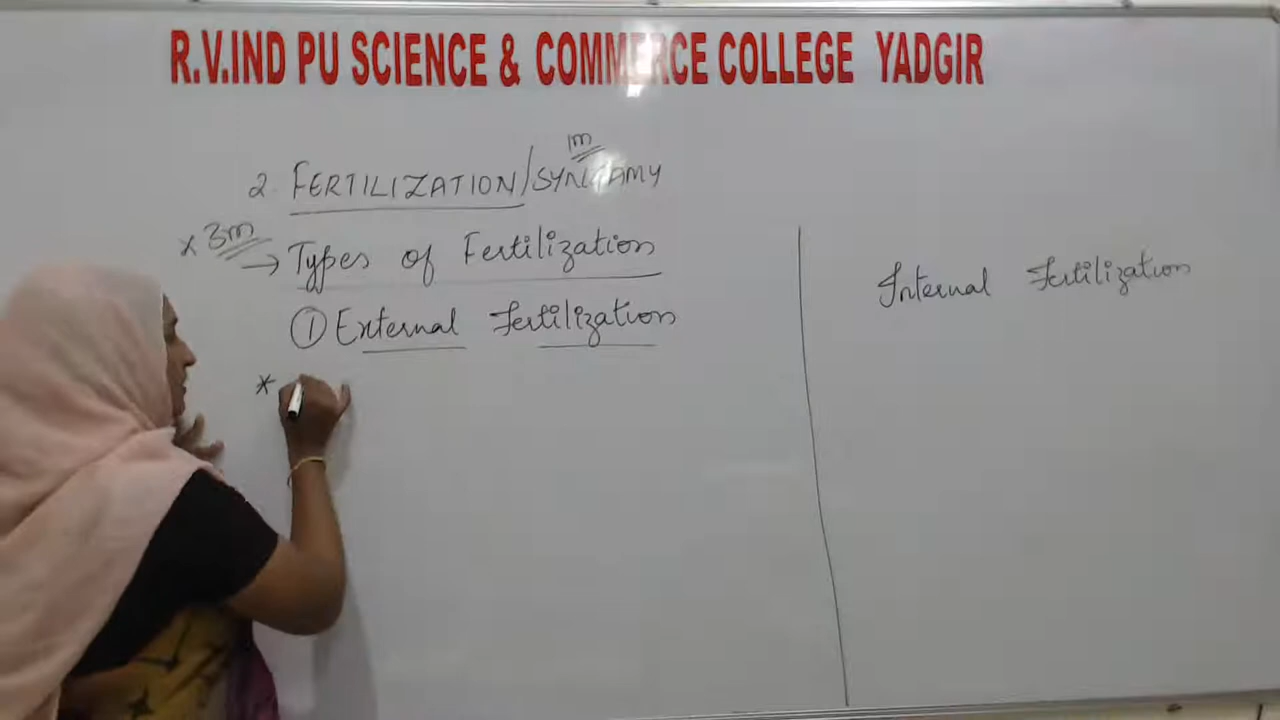 R.V.IND PU SCIENCE & COMMERCE COLLEGE YADGIR
1m
2. FERTILIZATION/SYNGAMY
* 3m
→ Types of Fertilization
① External Fertilization
*
Internal Fertilization